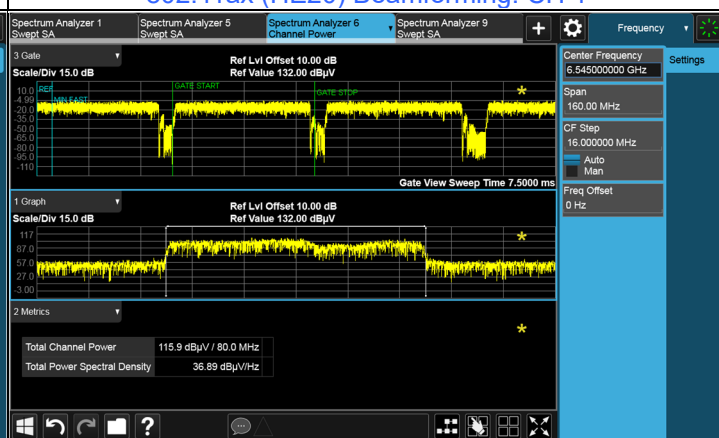 802.11ax (HE20) Beamforming: CH 1
Spectrum Analyzer 1
Swept SA
Spectrum Analyzer 5
Swept SA
Spectrum Analyzer 6
Channel Power
Spectrum Analyzer 9
Swept SA
+
Frequency
3 Gate
Scale/Div 15.0 dB
Ref Lvl Offset 10.00 dB
Ref Value 132.00 dBµV
REF
MIN FAST
GATE START
GATE STOP
10.0
-4.99
-20.0
-35.0
-50.0
-65.0
-80.0
-95.0
-110
Gate View Sweep Time 7.5000 ms
1 Graph
Scale/Div 15.0 dB
Ref Lvl Offset 10.00 dB
Ref Value 132.00 dBµV
117
87.0
57.0
27.0
-3.00
2 Metrics
Total Channel Power 115.9 dBµV / 80.0 MHz
Total Power Spectral Density 36.89 dBµV/Hz
Center Frequency
6.545000000 GHz
Settings
Span
160.00 MHz
CF Step
16.000000 MHz
Auto
Man
Freq Offset
0 Hz
?